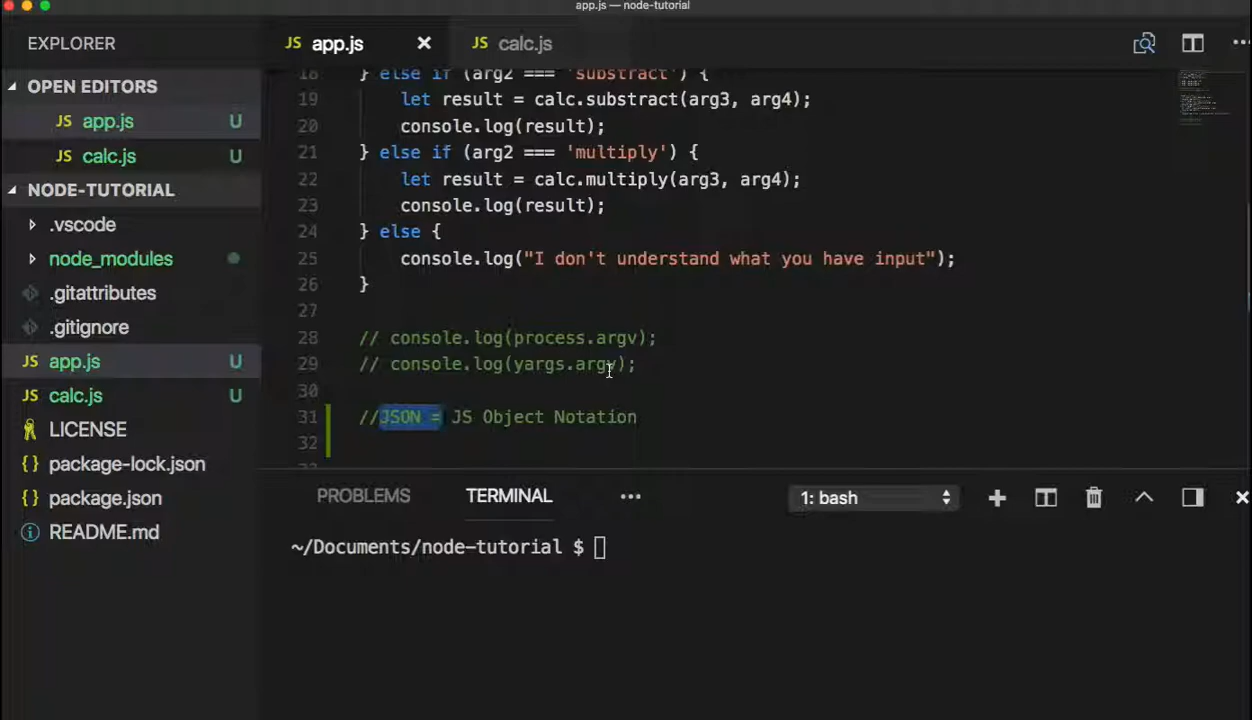 app.js — node-tutorial
EXPLORER
JS app.js
JS calc.js
OPEN EDITORS
JS app.js U
JS calc.js U
NODE-TUTORIAL
.vscode
node_modules
.gitattributes
.gitignore
JS app.js U
JS calc.js U
LICENSE
{} package-lock.json
{} package.json
README.md
18 } else if (arg2 === 'substract') {
19 let result = calc.substract(arg3, arg4);
20 console.log(result);
21 } else if (arg2 === 'multiply') {
22 let result = calc.multiply(arg3, arg4);
23 console.log(result);
24 } else {
25 console.log("I don't understand what you have input");
26 }
27
28 // console.log(process.argv);
29 // console.log(yargs.argv);
30
31 //JSON = JS Object Notation
32
PROBLEMS TERMINAL ••• 1: bash
~/Documents/node-tutorial $